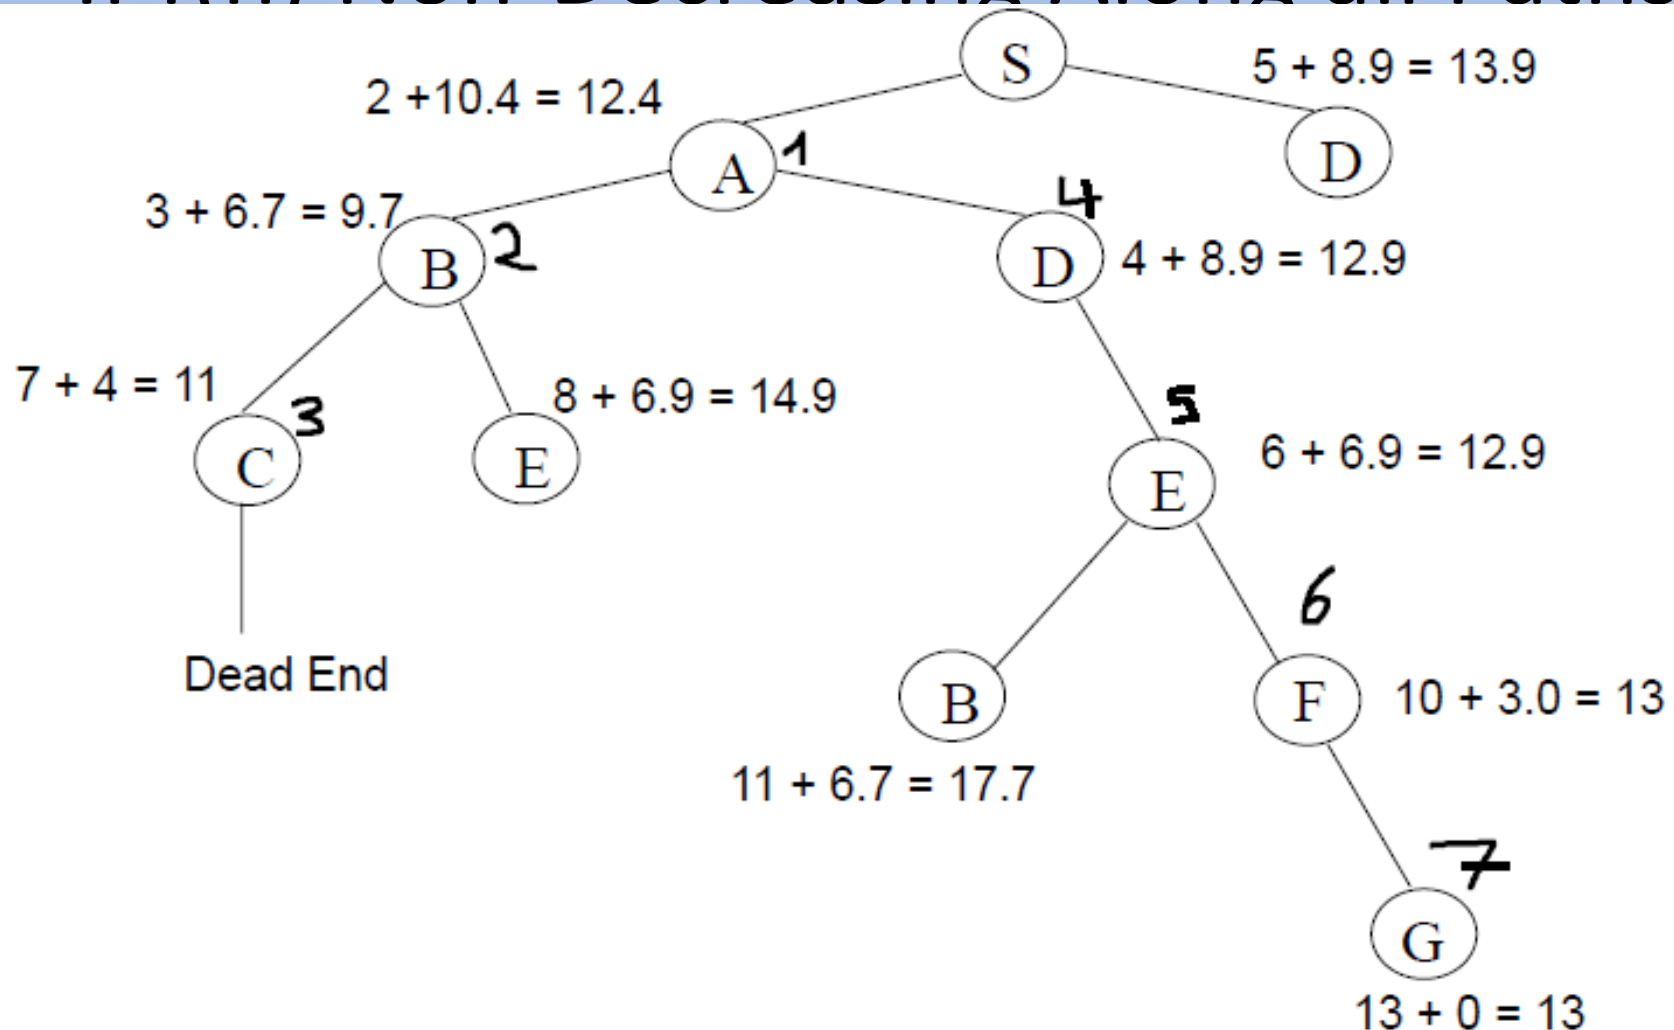 S
5 + 8.9 = 13.9
2 +10.4 = 12.4
D
A
1
3 + 6.7 = 9.7
4
B
2
D
4 + 8.9 = 12.9
7 + 4 = 11
8 + 6.9 = 14.9
3
5
C
E
6 + 6.9 = 12.9
E
6
Dead End
B
F
10 + 3.0 = 13
11 + 6.7 = 17.7
7
G
13 + 0 = 13